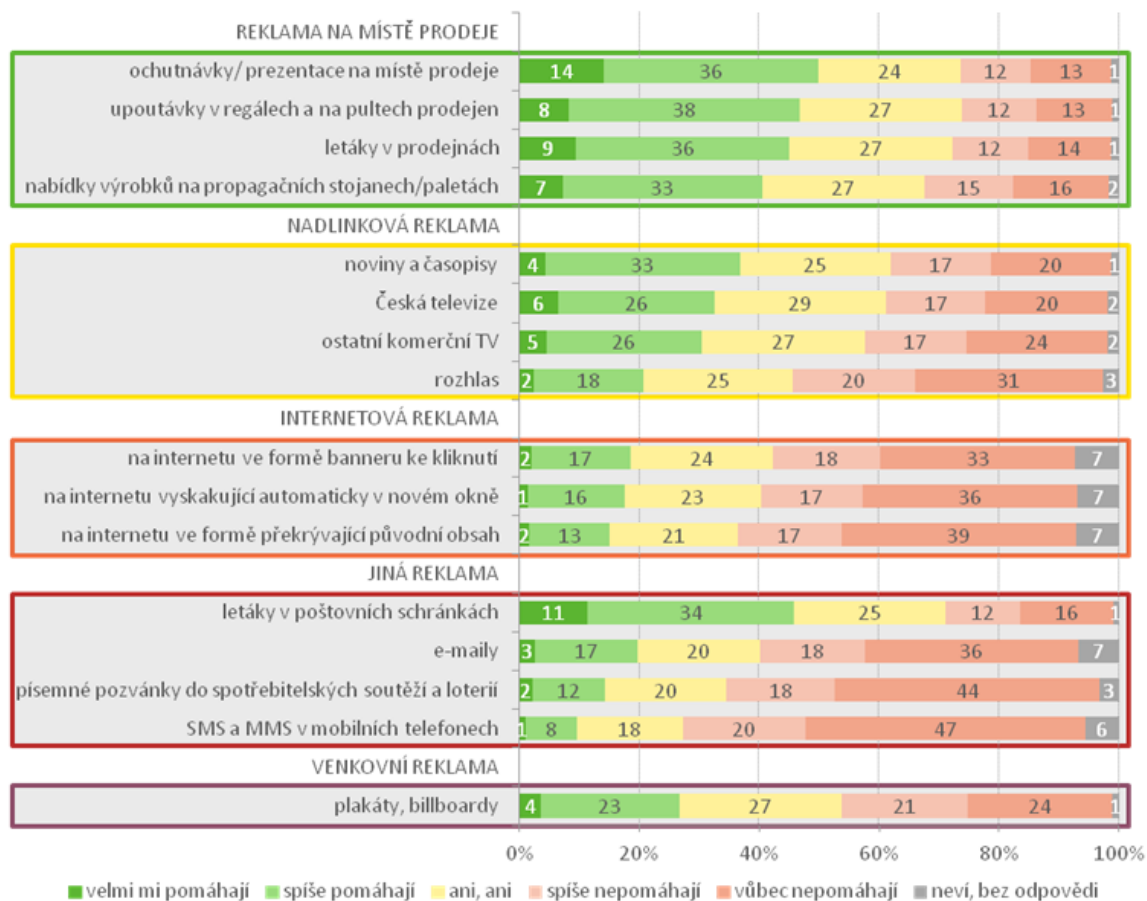 REKLAMA NA MÍSTĚ PRODEJE
ochutnávky/ prezentace na místě prodeje 14 36 24 12 13 1
upoutávky v regálech a na pultech prodejen 8 38 27 12 13 1
letáky v prodejnách 9 36 27 12 14 1
nabídky výrobků na propagačních stojanech/paletách 7 33 27 15 16 2
NADLINKOVÁ REKLAMA
noviny a časopisy 4 33 25 17 20 1
Česká televize 6 26 29 17 20 2
ostatní komerční TV 5 26 27 17 24 2
rozhlas 2 18 25 20 31 3
INTERNETOVÁ REKLAMA
na internetu ve formě banneru ke kliknutí 2 17 24 18 33 7
na internetu vyskakující automaticky v novém okně 1 16 23 17 36 7
na internetu ve formě překrývající původní obsah 2 13 21 17 39 7
JINÁ REKLAMA
letáky v poštovních schránkách 11 34 25 12 16 1
e-maily 3 17 20 18 36 7
písemné pozvánky do spotřebitelských soutěží a loterií 2 12 20 18 44 3
SMS a MMS v mobilních telefonech 1 8 18 20 47 6
VENKOVNÍ REKLAMA
plakáty, billboardy 4 23 27 21 24 1
0% 20% 40% 60% 80% 100%
velmi mi pomáhají spíše pomáhají ani, ani spíše nepomáhají vůbec nepomáhají neví, bez odpovědi